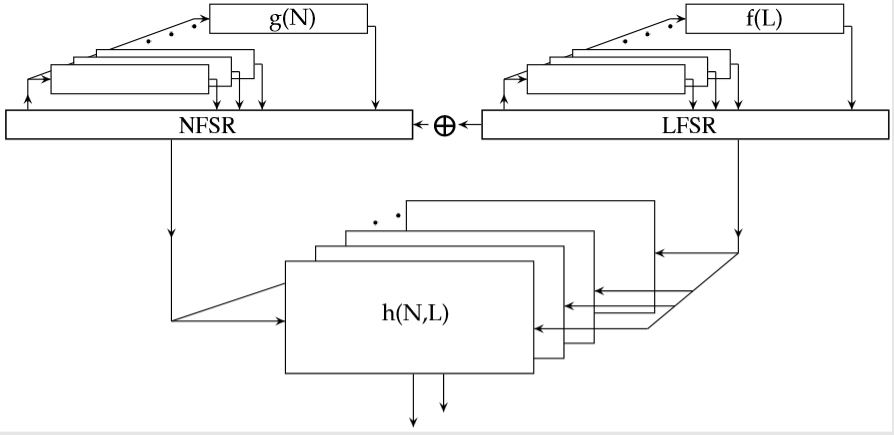 g(N)
f(L)
NFSR
⊕
LFSR
h(N,L)